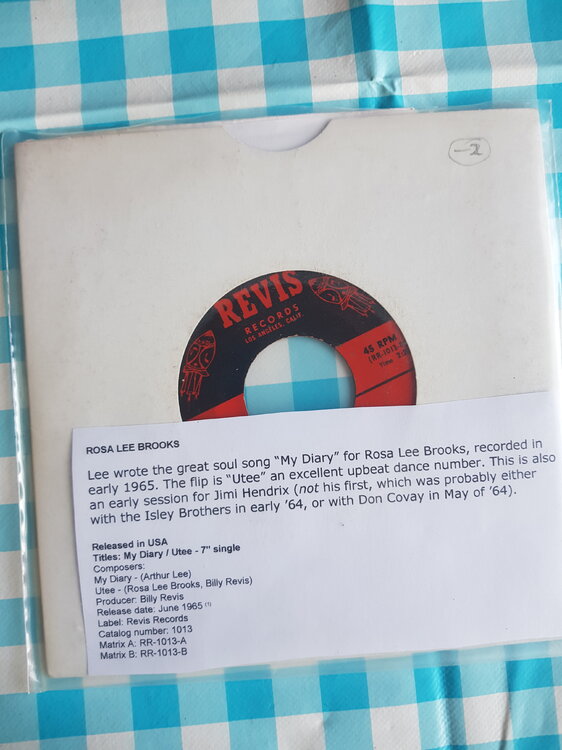 -2
REVIS
RECORDS
LOS ANGELES, CALIF.
45 RPM
(RR-1013-
Time
ROSA LEE BROOKS
Lee wrote the great soul song “My Diary” for Rosa Lee Brooks, recorded in
early 1965. The flip is “Utee” an excellent upbeat dance number. This is also
an early session for Jimi Hendrix (not his first, which was probably either
with the Isley Brothers in early ’64, or with Don Covay in May of ’64).
Released in USA
Titles: My Diary / Utee - 7" single
Composers:
My Diary - (Arthur Lee)
Utee - (Rosa Lee Brooks, Billy Revis)
Producer: Billy Revis
Release date: June 1965 (1)
Label: Revis Records
Catalog number: 1013
Matrix A: RR-1013-A
Matrix B: RR-1013-B